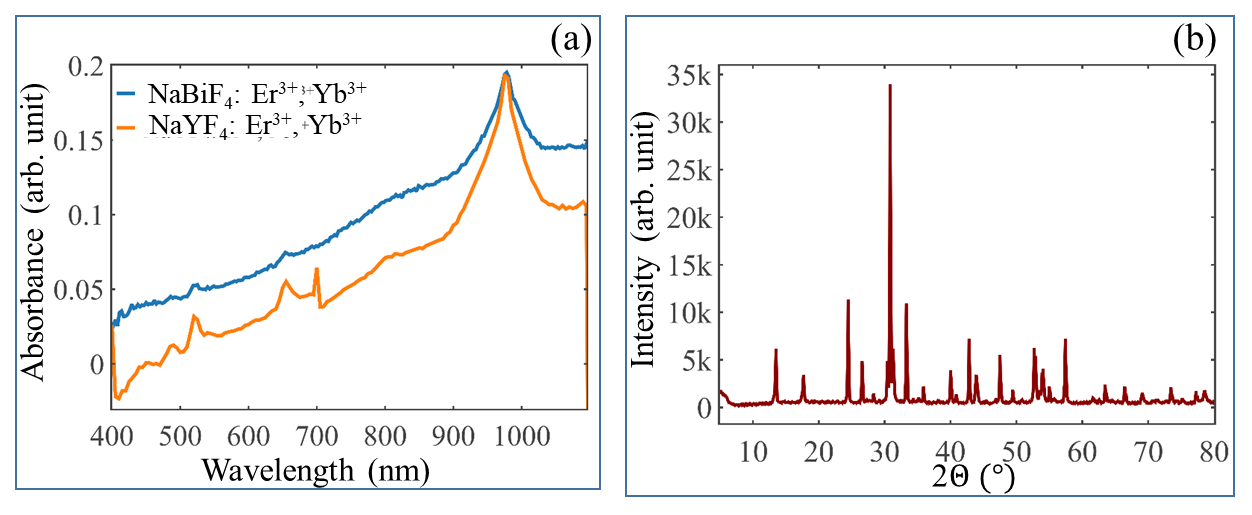 (a)
0.2
0.15
0.1
0.05
0
Absorbance (arb. unit)
NaBiF₄: Er³⁺, Yb³⁺
NaYF₄: Er³⁺, Yb³⁺
400 500 600 700 800 900 1000
Wavelength (nm)
(b)
35k
30k
25k
20k
15k
10k
5k
0
Intensity (arb. unit)
10 20 30 40 50 60 70 80
2Θ (°)